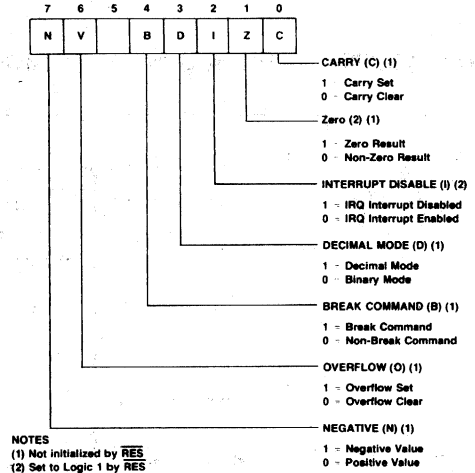 7 6 5 4 3 2 1 0
N V B D I Z C
CARRY (C) (1)
1 Carry Set
0 - Carry Clear
Zero (2) (1)
1 - Zero Result
0 - Non-Zero Result
INTERRUPT DISABLE (I) (2)
1 = IRQ Interrupt Disabled
0 = IRQ Interrupt Enabled
DECIMAL MODE (D) (1)
1 - Decimal Mode
0 - Binary Mode
BREAK COMMAND (B) (1)
1 = Break Command
0 - Non-Break Command
OVERFLOW (O) (1)
1 = Overflow Set
0 = Overflow Clear
NEGATIVE (N) (1)
1 = Negative Value
0 - Positive Value
NOTES
(1) Not initialized by RES
(2) Set to Logic 1 by RES